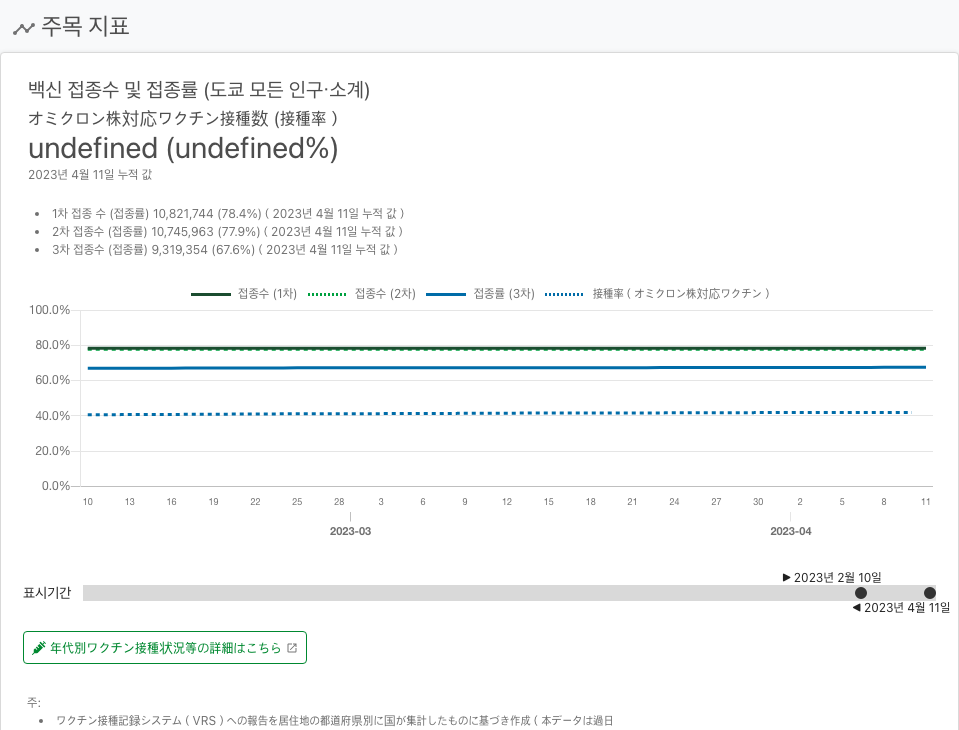 주목 지표
백신 접종수 및 접종률 (도쿄 모든 인구·소계)
オミクロン株対応ワクチン接種数 (接種率 )
undefined (undefined%)
2023년 4월 11일 누적 값
1차 접종 수 (접종률) 10,821,744 (78.4%) ( 2023년 4월 11일 누적 값 )
2차 접종수 (접종률) 10,745,963 (77.9%) ( 2023년 4월 11일 누적 값 )
3차 접종수 (접종률) 9,319,354 (67.6%) ( 2023년 4월 11일 누적 값 )
접종수 (1차) 접종수 (2차) 접종률 (3차) 接種率 ( オミクロン株対応ワクチン )
100.0%
80.0%
60.0%
40.0%
20.0%
0.0%
10 13 16 19 22 25 28 3 6 9 12 15 18 21 24 27 30 2 5 8 11
2023-03 2023-04
▶ 2023년 2월 10일
표시기간
◀ 2023년 4월 11일
年代別ワクチン接種状況等の詳細はこちら
주:
ワクチン接種記録システム ( VRS ) への報告を居住地の都道府県別に国が集計したものに基づき作成 ( 本データは過日